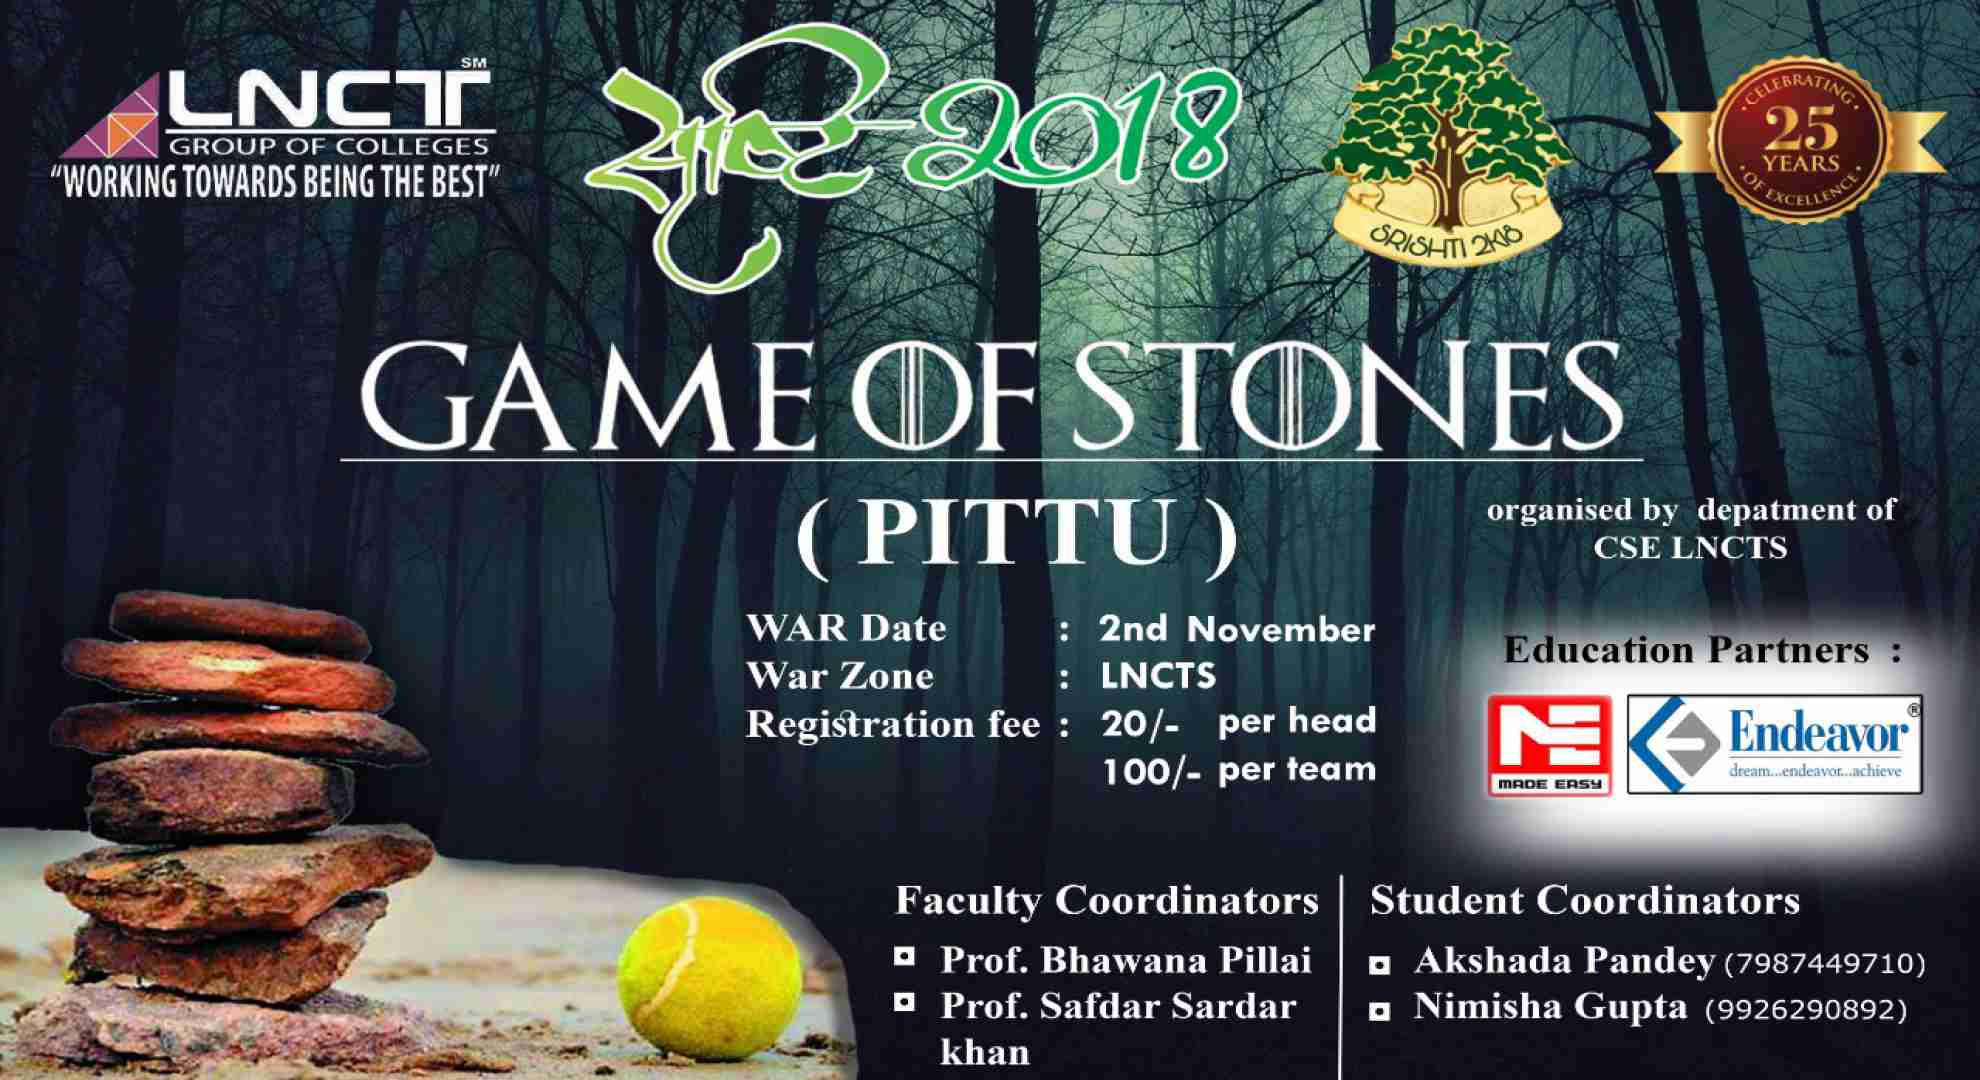 LNCT SM
GROUP OF COLLEGES
“WORKING TOWARDS BEING THE BEST”
सृष्टि 2018
SRISHTI 2K18
CELEBRATING
25
YEARS
OF EXCELLENCE
GAME OF STONES
( PITTU )
organised by depatment of
CSE LNCTS
WAR Date : 2nd November
War Zone : LNCTS
Registration fee : 20/- per head
100/- per team
Education Partners :
ME
MADE EASY
Endeavor®
dream...endeavor...achieve
Faculty Coordinators
Prof. Bhawana Pillai
Prof. Safdar Sardar
khan
Student Coordinators
Akshada Pandey (7987449710)
Nimisha Gupta (9926290892)